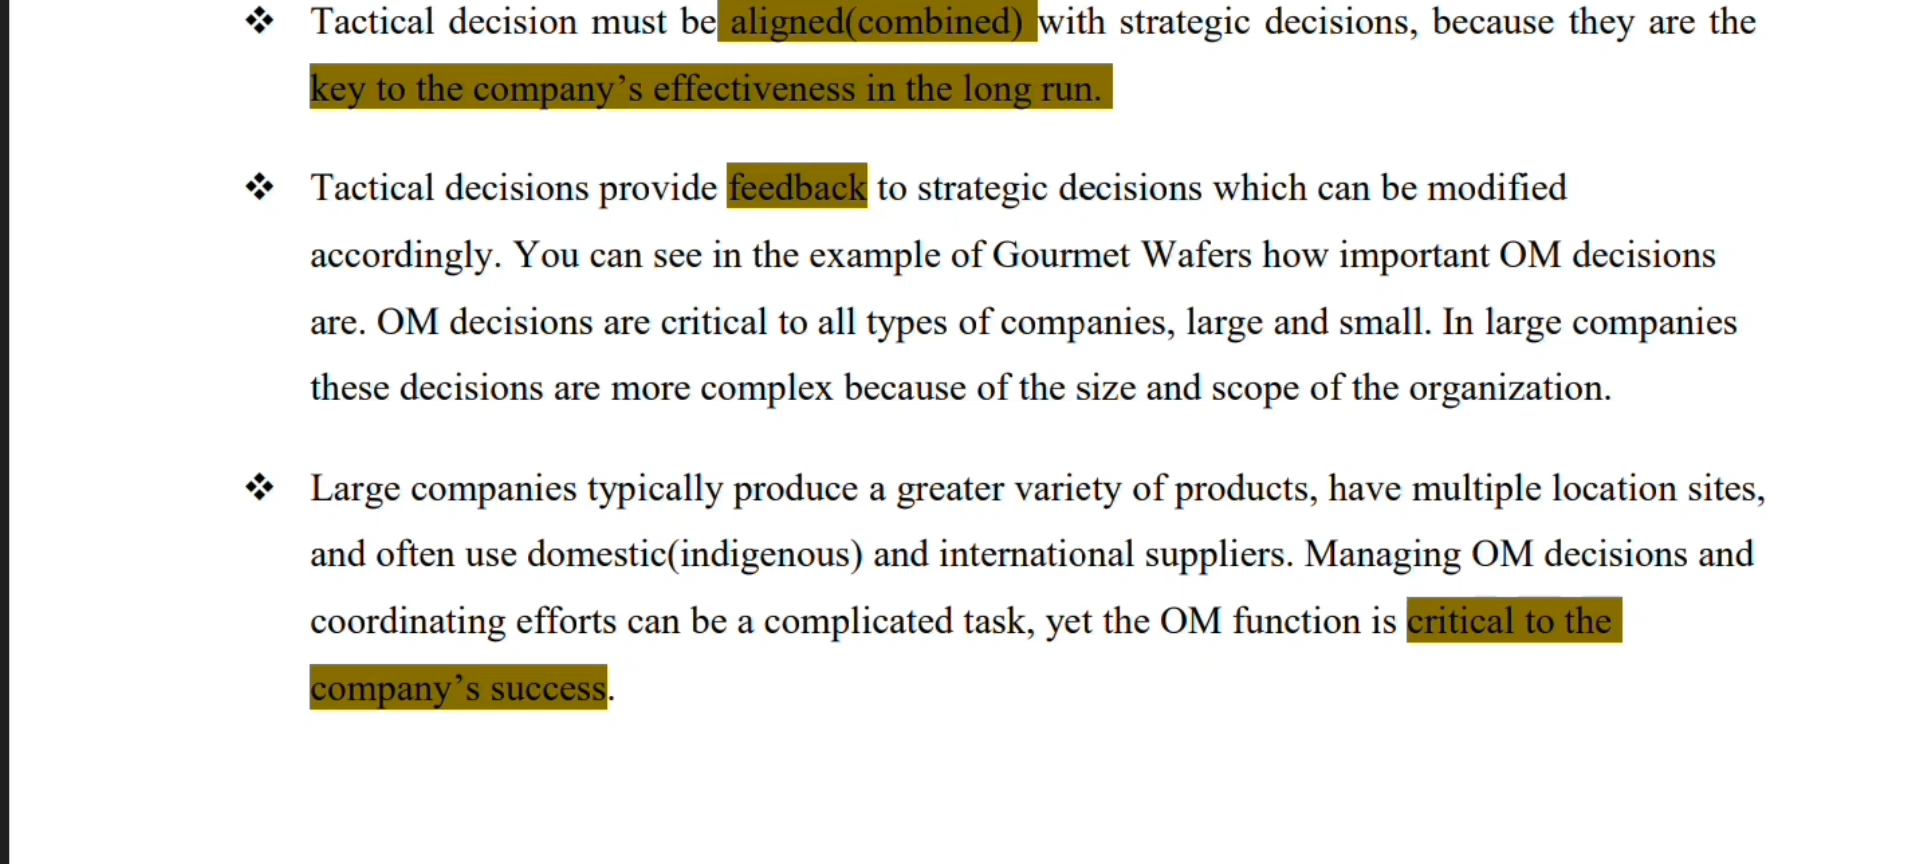 ❖ Tactical decision must be aligned(combined) with strategic decisions, because they are the
key to the company’s effectiveness in the long run.
❖ Tactical decisions provide feedback to strategic decisions which can be modified
accordingly. You can see in the example of Gourmet Wafers how important OM decisions
are. OM decisions are critical to all types of companies, large and small. In large companies
these decisions are more complex because of the size and scope of the organization.
❖ Large companies typically produce a greater variety of products, have multiple location sites,
and often use domestic(indigenous) and international suppliers. Managing OM decisions and
coordinating efforts can be a complicated task, yet the OM function is critical to the
company’s success.